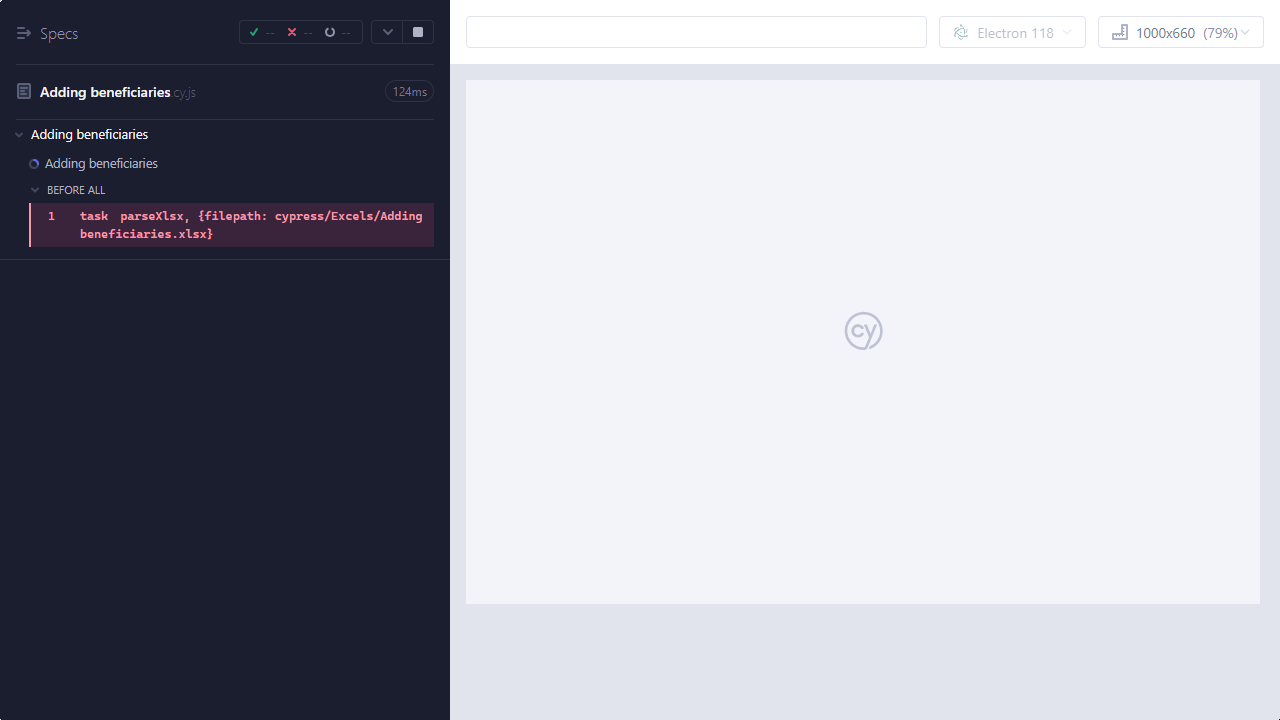 Specs
-- -- --
Electron 118
1000x660 (79%)
Adding beneficiaries cy.js
124ms
Adding beneficiaries
Adding beneficiaries
BEFORE ALL
1 task parseXlsx, {filepath: cypress/Excels/Adding
beneficiaries.xlsx}
cy